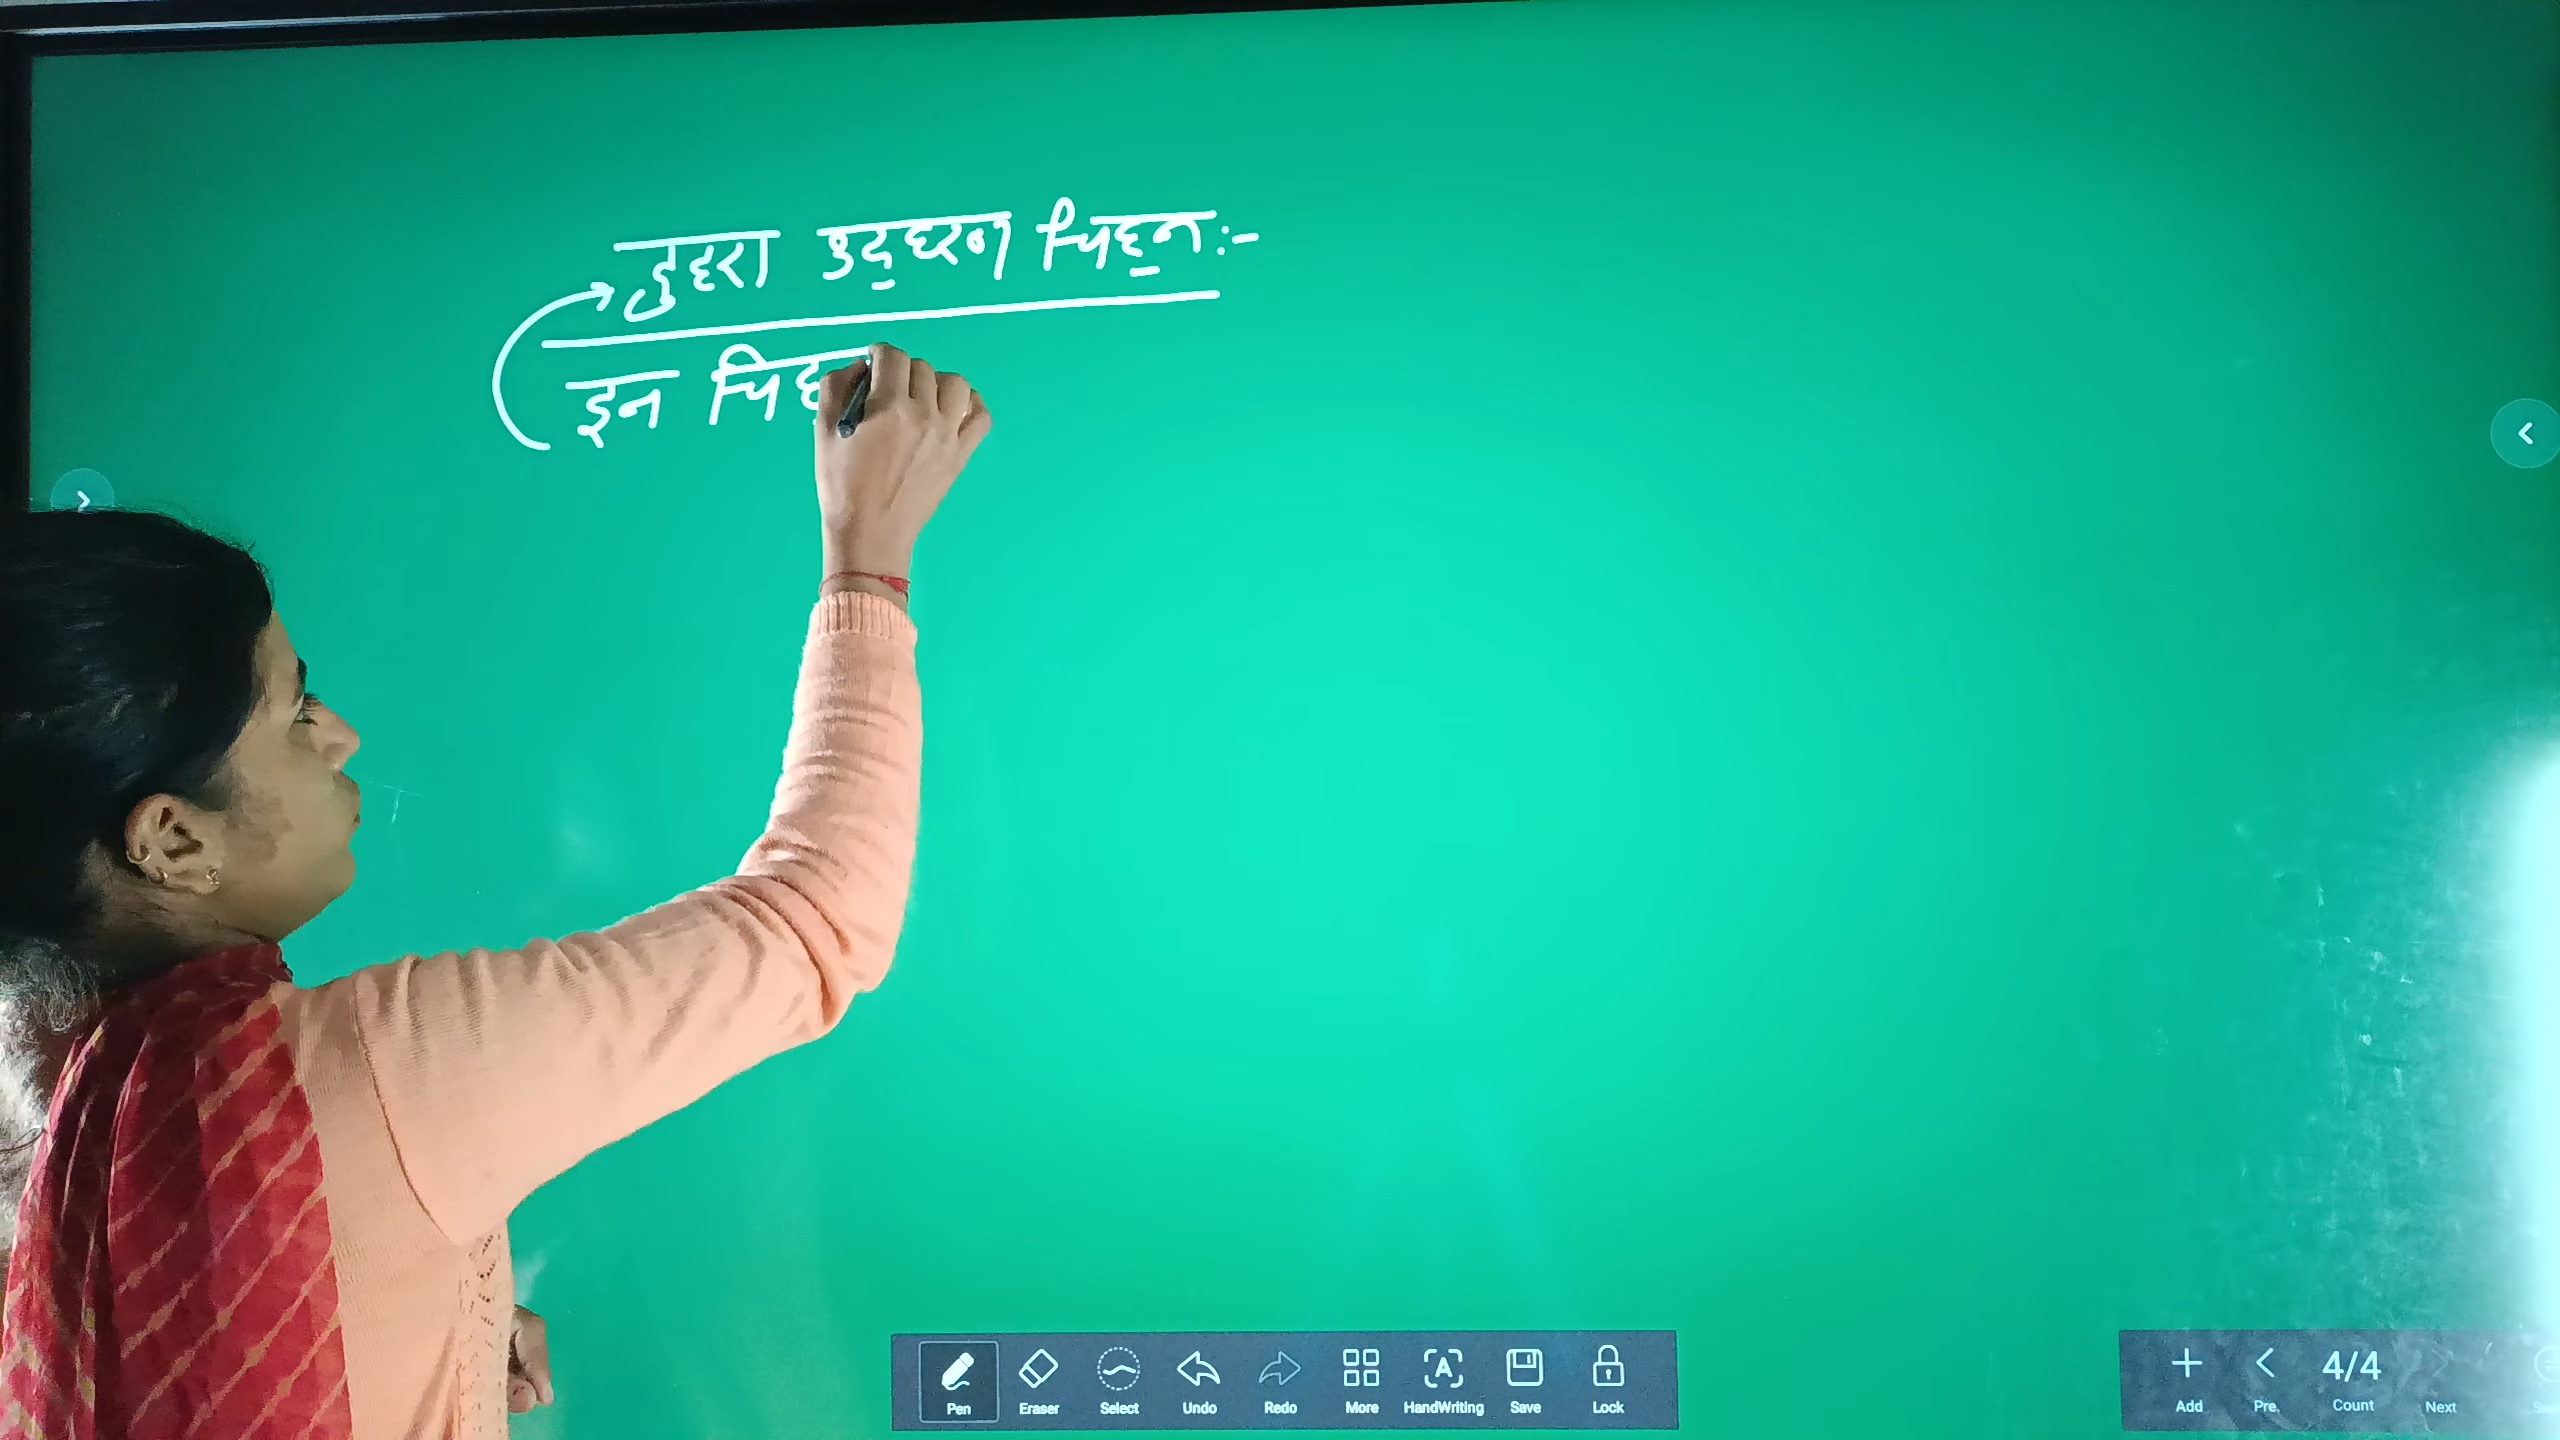 दुहरा उद्‌धरण चिह्‌न :-
इन
Pen Eraser Select Undo Redo More HandWriting Save Lock
Add Pre. 4/4 Count Next